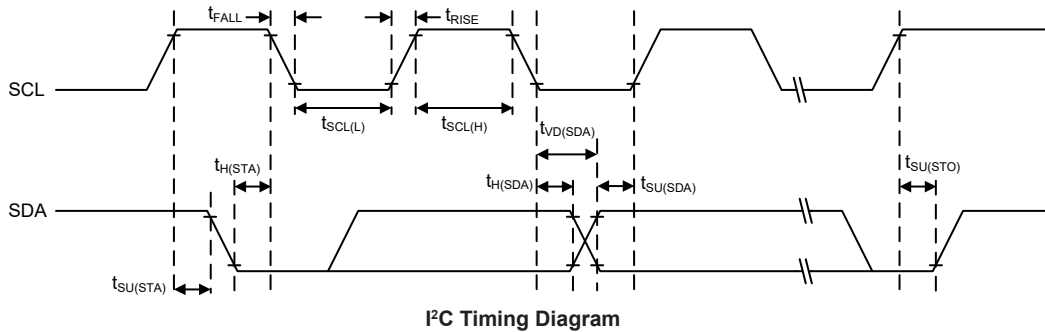 tFALL tRISE
SCL
tSCL(L) tSCL(H) tVD(SDA)
tH(STA) tH(SDA) tSU(SDA) tSU(STO)
SDA
tSU(STA)
I²C Timing Diagram